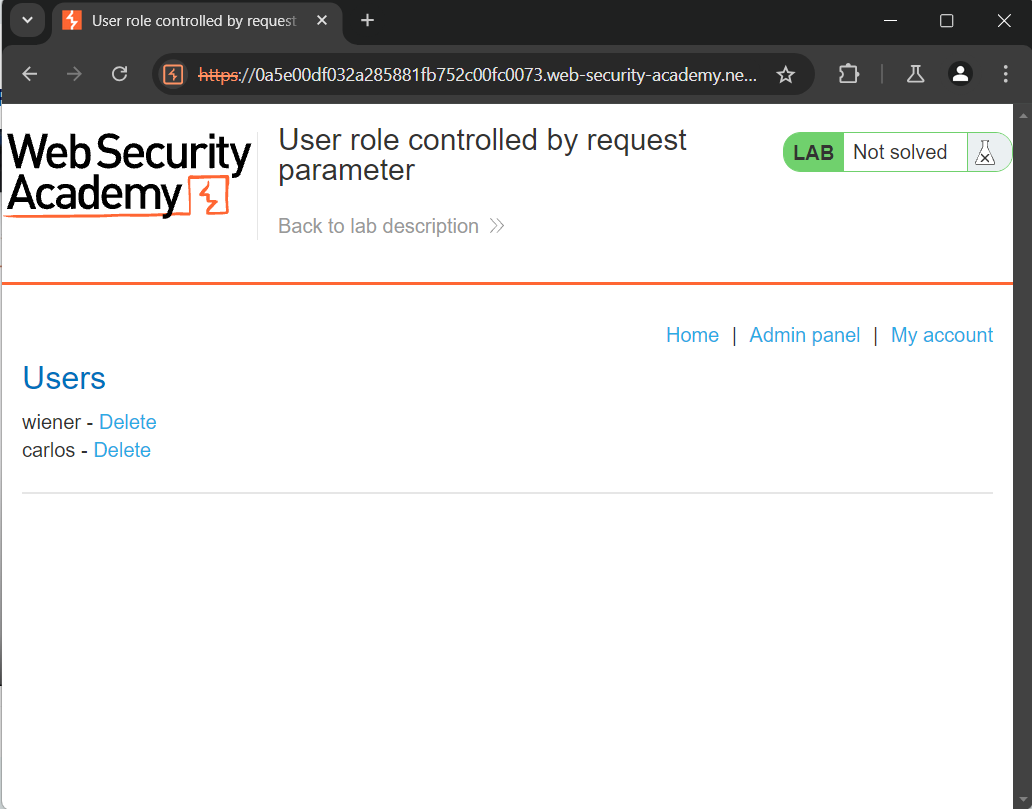 User role controlled by request
https://0a5e00df032a285881fb752c00fc0073.web-security-academy.ne...
Web Security
Academy
User role controlled by request
parameter
Back to lab description
LAB Not solved
Home | Admin panel | My account
Users
wiener - Delete
carlos - Delete